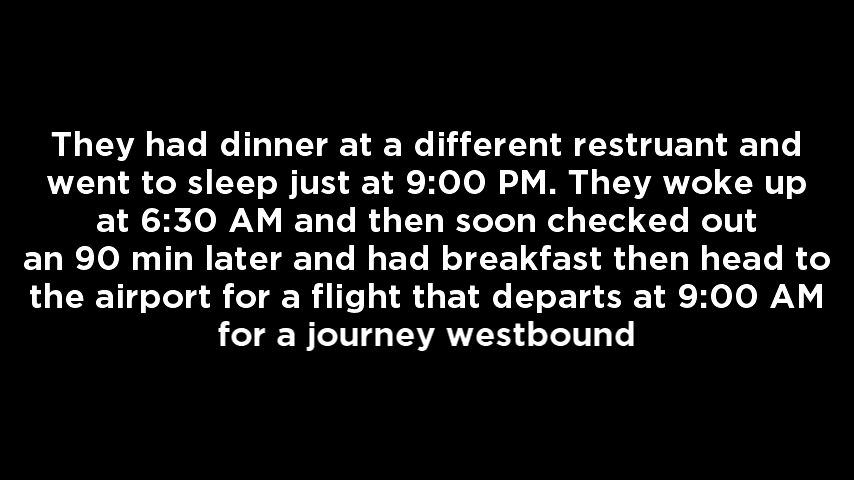 They had dinner at a different restruant and
went to sleep just at 9:00 PM. They woke up
at 6:30 AM and then soon checked out
an 90 min later and had breakfast then head to
the airport for a flight that departs at 9:00 AM
for a journey westbound